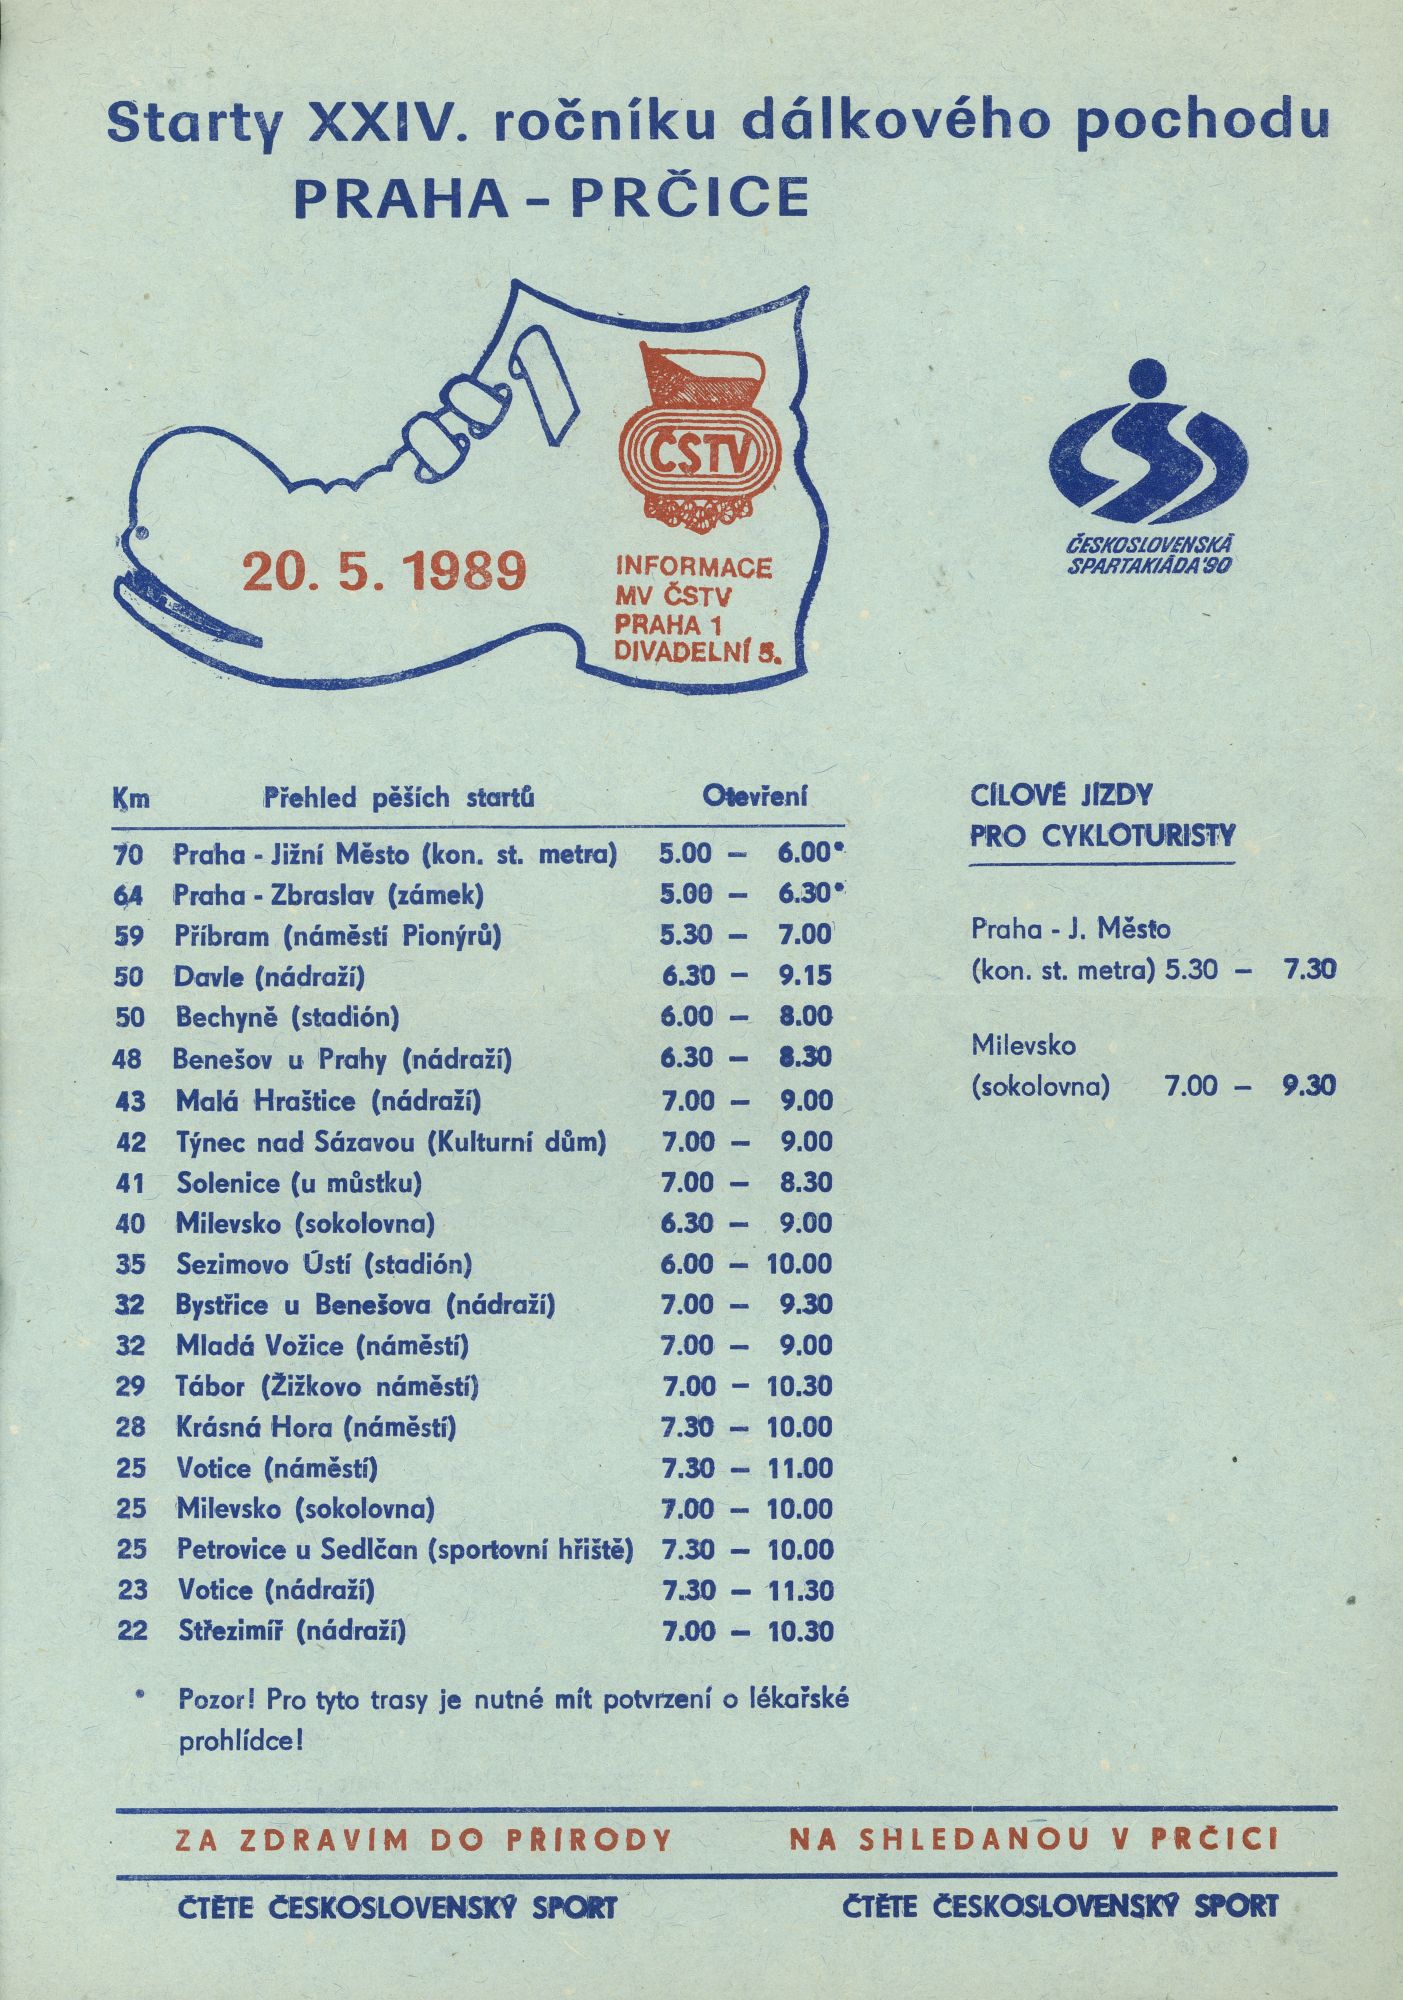 Starty XXIV. ročníku dálkového pochodu
PRAHA - PRČICE
ČSTV
20. 5. 1989
INFORMACE
MV ČSTV
PRAHA 1
DIVADELNÍ 5.
ČESKOSLOVENSKÁ
SPARTAKIÁDA '90
Km Přehled pěších startů Otevření
70 Praha - Jižní Město (kon. st. metra) 5.00 – 6.00*
64 Praha - Zbraslav (zámek) 5.00 – 6.30*
59 Příbram (náměstí Pionýrů) 5.30 – 7.00
50 Davle (nádraží) 6.30 – 9.15
50 Bechyně (stadión) 6.00 – 8.00
48 Benešov u Prahy (nádraží) 6.30 – 8.30
43 Malá Hraštice (nádraží) 7.00 – 9.00
42 Týnec nad Sázavou (Kulturní dům) 7.00 – 9.00
41 Solenice (u můstku) 7.00 – 8.30
40 Milevsko (sokolovna) 6.30 – 9.00
35 Sezimovo Ústí (stadión) 6.00 – 10.00
32 Bystřice u Benešova (nádraží) 7.00 – 9.30
32 Mladá Vožice (náměstí) 7.00 – 9.00
29 Tábor (Žižkovo náměstí) 7.00 – 10.30
28 Krásná Hora (náměstí) 7.30 – 10.00
25 Votice (náměstí) 7.30 – 11.00
25 Milevsko (sokolovna) 7.00 – 10.00
25 Petrovice u Sedlčan (sportovní hřiště) 7.30 – 10.00
23 Votice (nádraží) 7.30 – 11.30
22 Střezimíř (nádraží) 7.00 – 10.30
* Pozor! Pro tyto trasy je nutné mít potvrzení o lékařské
prohlídce!
CÍLOVÉ JÍZDY
PRO CYKLOTURISTY
Praha - J. Město
(kon. st. metra) 5.30 – 7.30
Milevsko
(sokolovna) 7.00 – 9.30
ZA ZDRAVÍM DO PŘÍRODY NA SHLEDANOU V PRČICI
ČTĚTE ČESKOSLOVENSKÝ SPORT ČTĚTE ČESKOSLOVENSKÝ SPORT